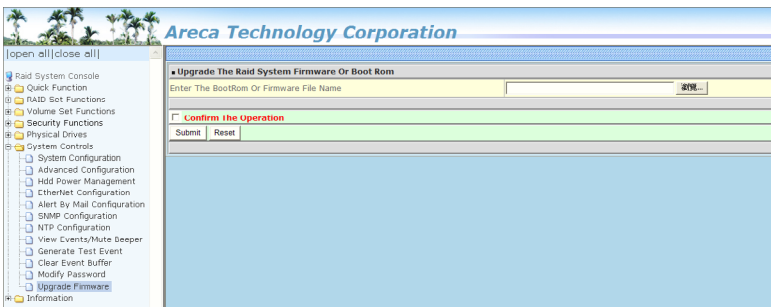 Areca Technology Corporation
|open all|close all|
Raid System Console
Quick Function
RAID Set Functions
Volume Set Functions
Security Functions
Physical Drives
System Controls
System Configuration
Advanced Configuration
Hdd Power Management
EtherNet Configuration
Alert By Mail Configuration
SNMP Configuration
NTP Configuration
View Events/Mute Beeper
Generate Test Event
Clear Event Buffer
Modify Password
Upgrade Firmware
Information
Upgrade The Raid System Firmware Or Boot Rom
Enter The BootRom Or Firmware File Name
瀏覽...
Confirm The Operation
Submit Reset